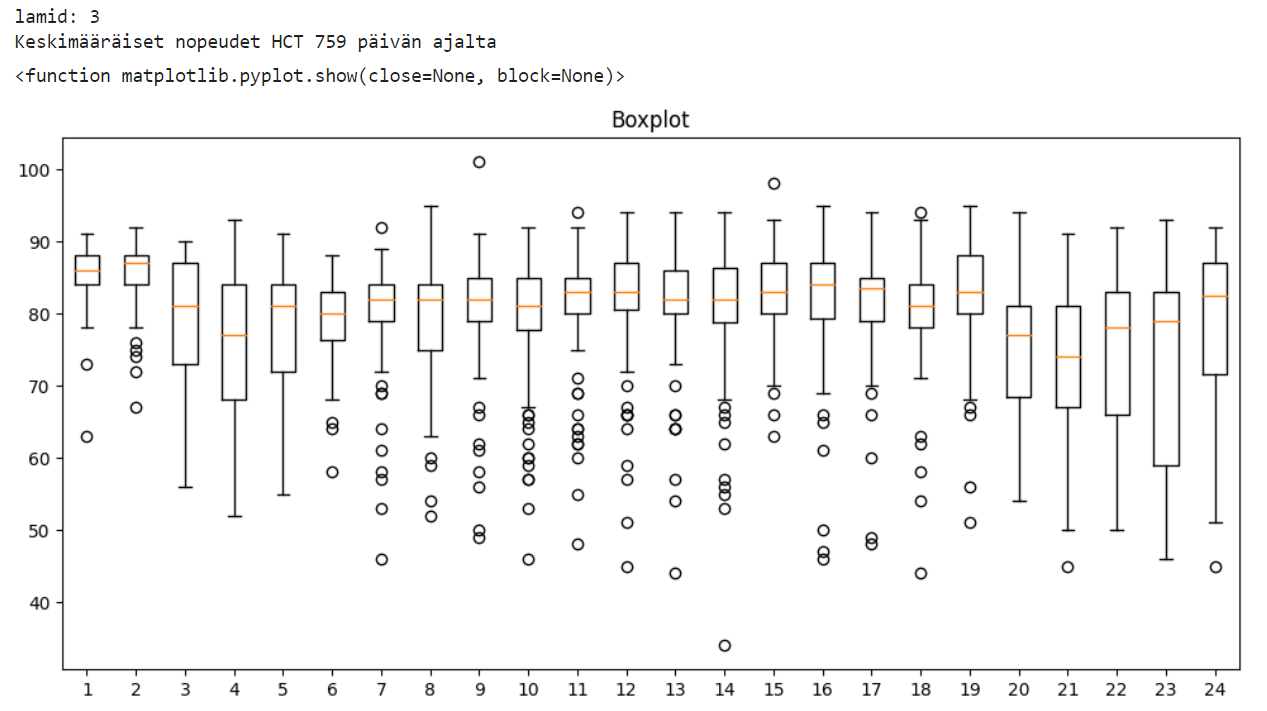 lamid: 3
Keskimääräiset nopeudet HCT 759 päivän ajalta
<function matplotlib.pyplot.show(close=None, block=None)>
Boxplot
100
90
80
70
60
50
40
1 2 3 4 5 6 7 8 9 10 11 12 13 14 15 16 17 18 19 20 21 22 23 24